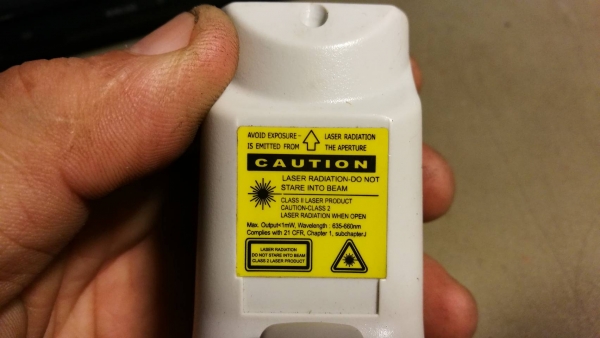 AVOID EXPOSURE- LASER RADIATION
IS EMITTED FROM THE APERTURE
CAUTION
LASER RADIATION-DO NOT
STARE INTO BEAM
CLASS II LASER PRODUCT
CAUTION-CLASS 2
LASER RADIATION WHEN OPEN
Max. Output<1mW, Wavelength : 635-660nm
Complies with 21 CFR, Chapter 1, subchapterJ
LASER RADIATION
DO NOT STARE INTO BEAM
CLASS 2 LASER PRODUCT